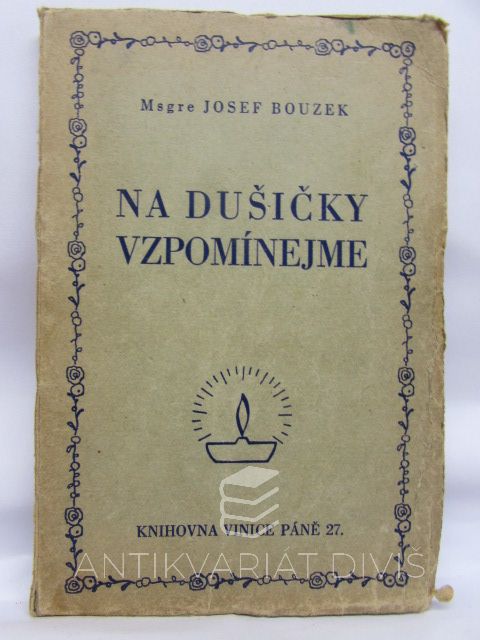 Msgre JOSEF BOUZEK
NA DUŠIČKY
VZPOMÍNEJME
KNIHOVNA VINICE PÁNĚ 27.
ANTIKVARIÁT DIVIŠ